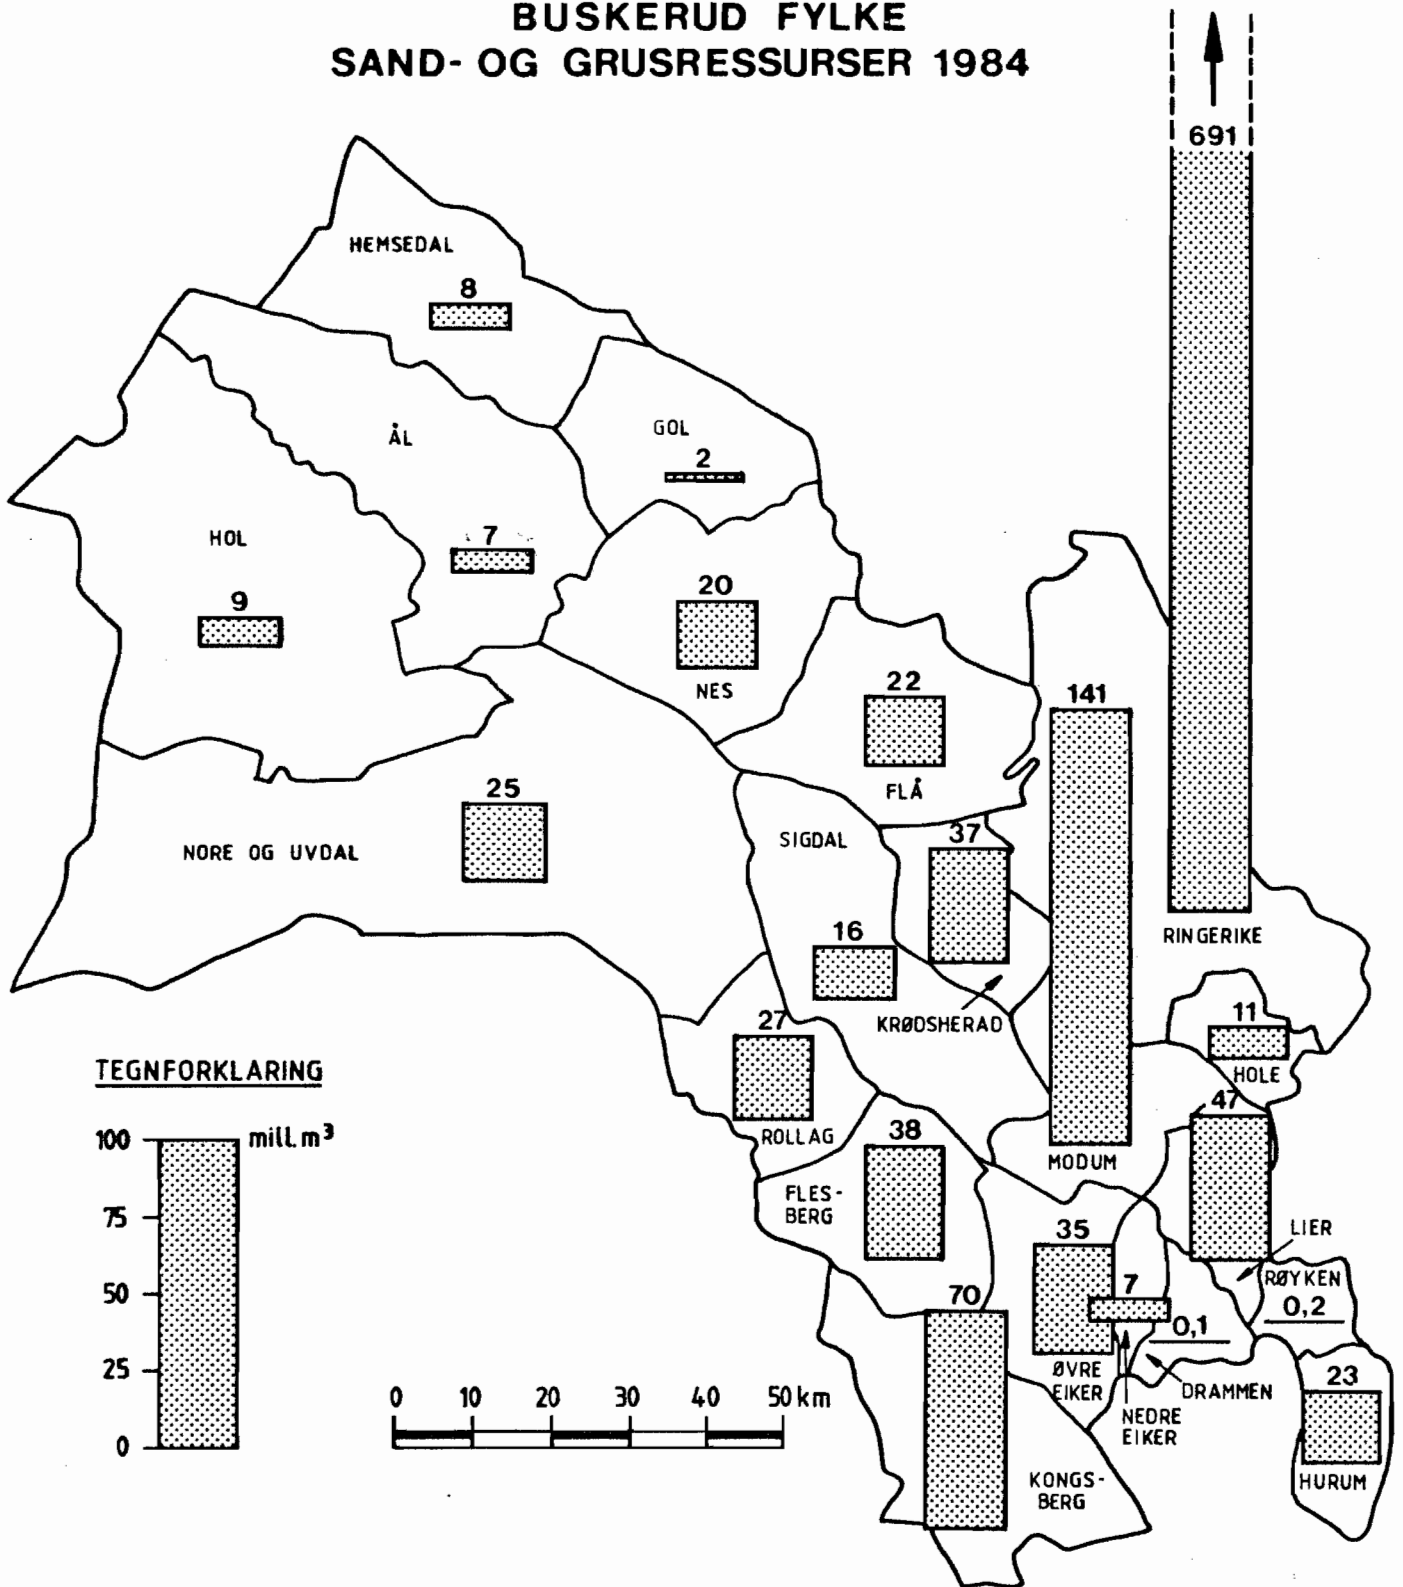 BUSKERUD FYLKE
SAND- OG GRUSRESSURSER 1984
691
HEMSEDAL
8
ÅL
7
GOL
2
HOL
9
20
NES
22
FLÅ
141
25
NORE OG UVDAL
SIGDAL
16
37
KRØDSHERAD
RINGERIKE
11
HOLE
27
ROLLAG
47
MODUM
38
FLES-
BERG
35
ØVRE
EIKER
7
NEDRE
EIKER
LIER
RØYKEN
0,2
0,1
DRAMMEN
70
KONGS-
BERG
23
HURUM
TEGNFORKLARING
100 mill. m³
75
50
25
0
0 10 20 30 40 50 km